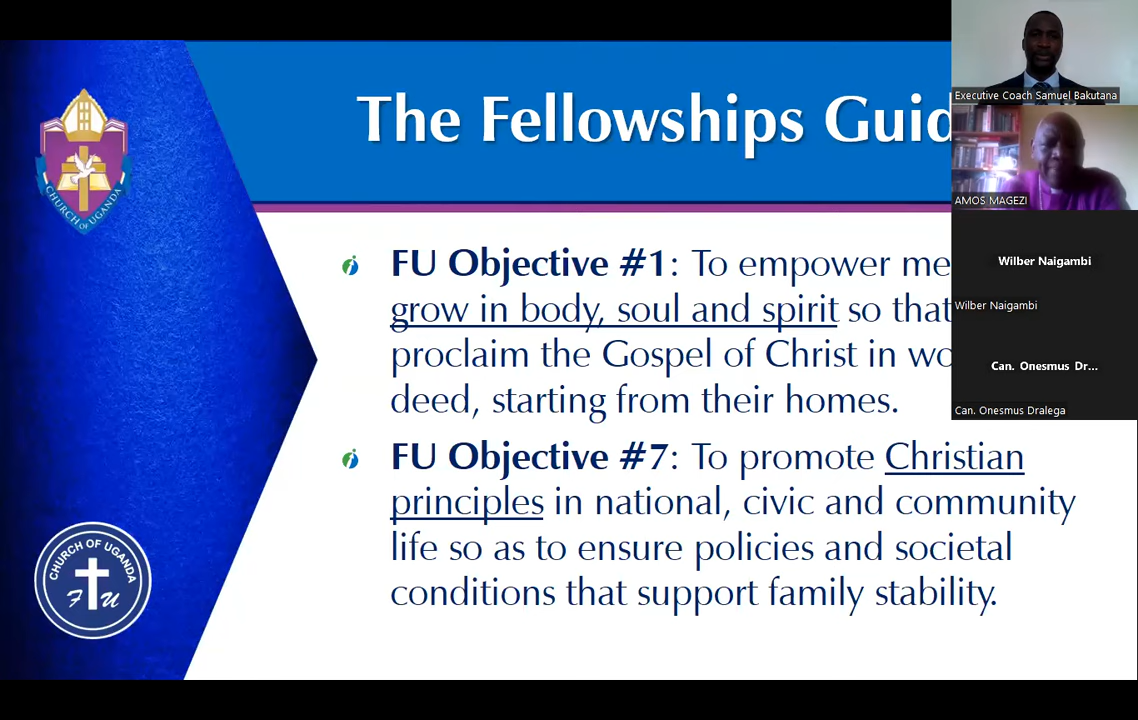 The Fellowships Guid
FU Objective #1: To empower me
grow in body, soul and spirit so that
proclaim the Gospel of Christ in wo
deed, starting from their homes.
FU Objective #7: To promote Christian
principles in national, civic and community
life so as to ensure policies and societal
conditions that support family stability.
CHURCH OF UGANDA
CHURCH OF UGANDA
F U
Executive Coach Samuel Bakutana
AMOS MAGEZI
Wilber Naigambi
Wilber Naigambi
Can. Onesmus Dr...
Can. Onesmus Dralega